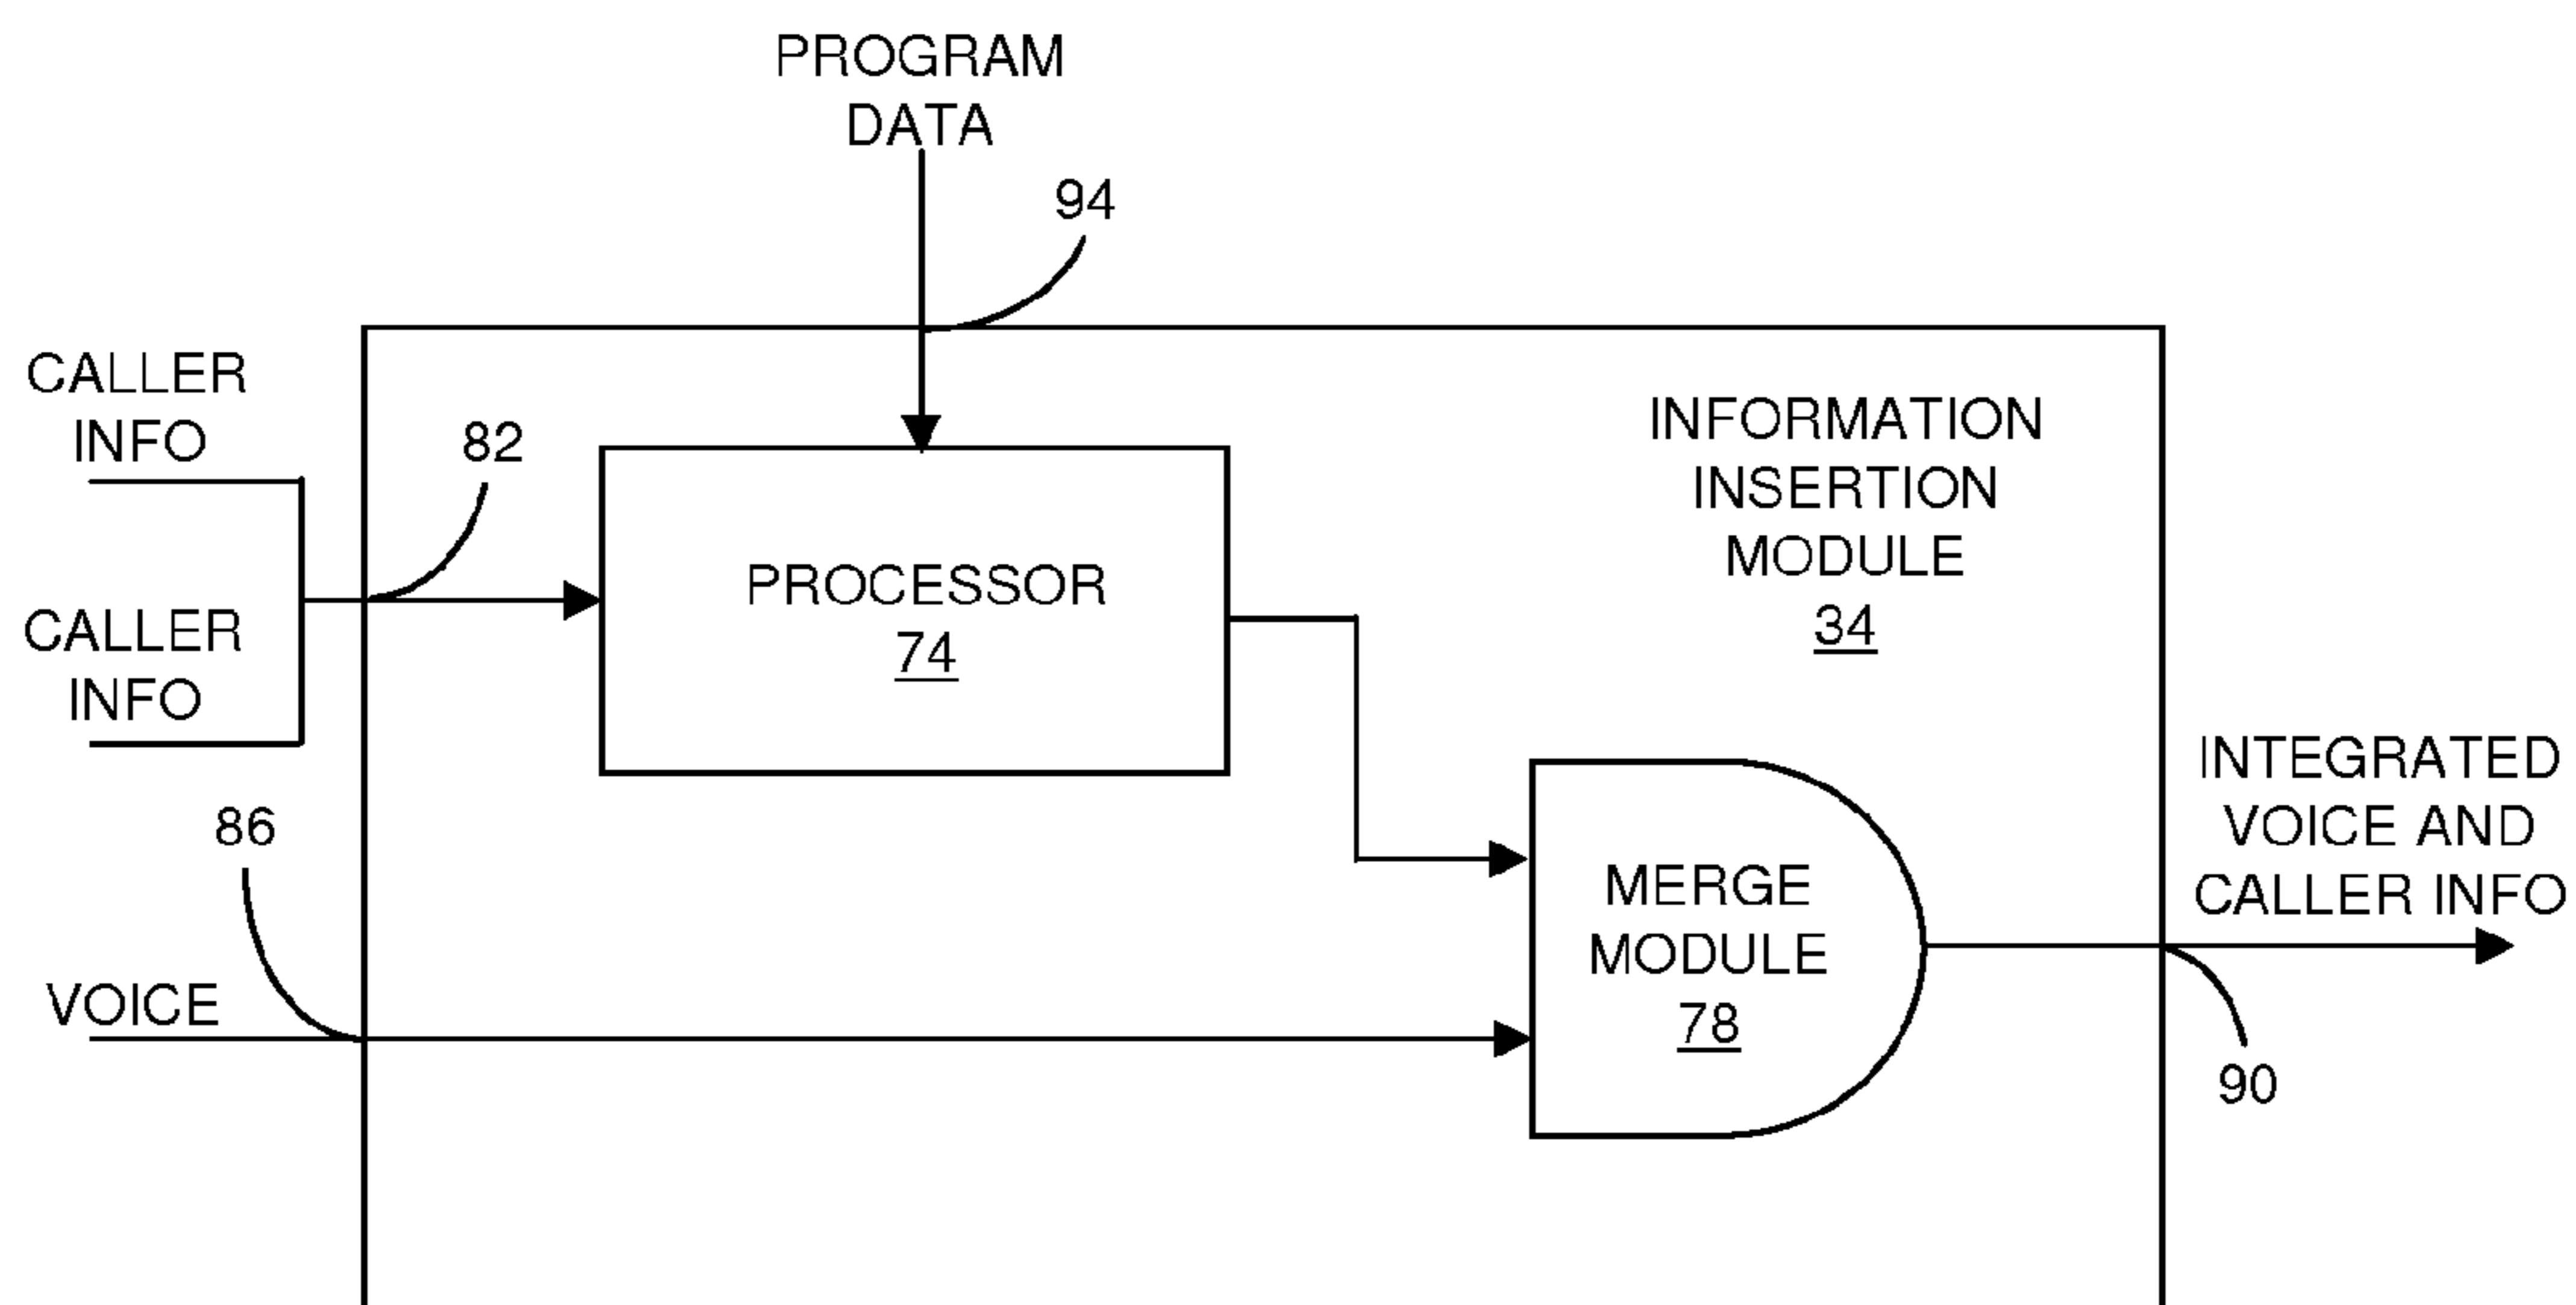 PROGRAM
DATA
94
CALLER
INFO
82
INFORMATION
INSERTION
MODULE
34
PROCESSOR
74
CALLER
INFO
86
VOICE
MERGE
MODULE
78
INTEGRATED
VOICE AND
CALLER INFO
90